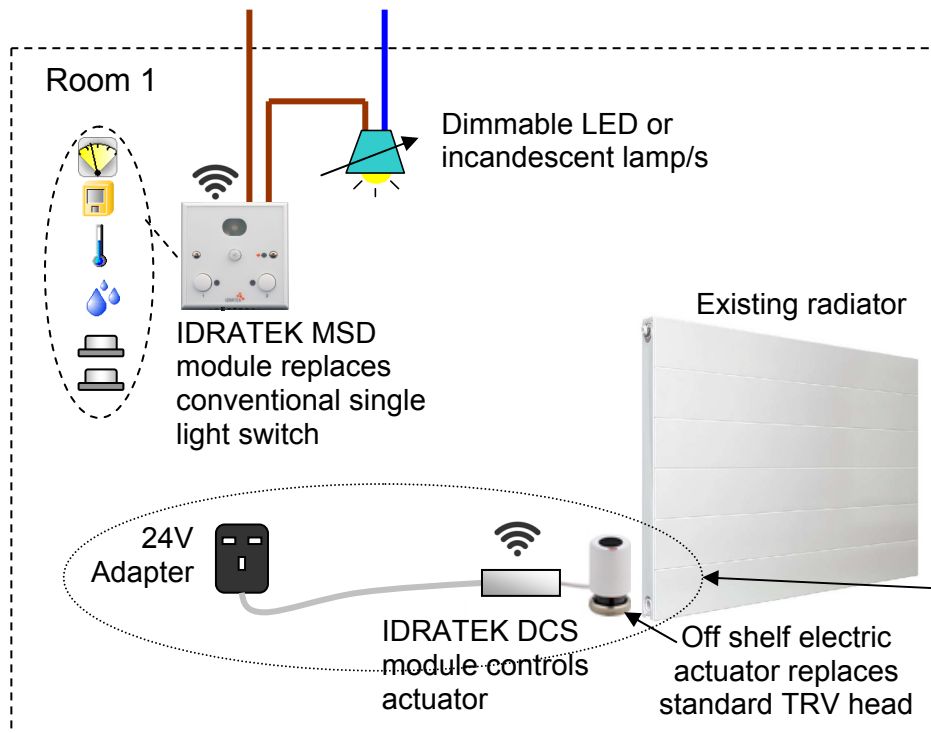 Room 1
Dimmable LED or
incandescent lamp/s
IDRATEK
IDRATEK MSD
module replaces
conventional single
light switch
Existing radiator
24V
Adapter
IDRATEK DCS
module controls
actuator
Off shelf electric
actuator replaces
standard TRV head